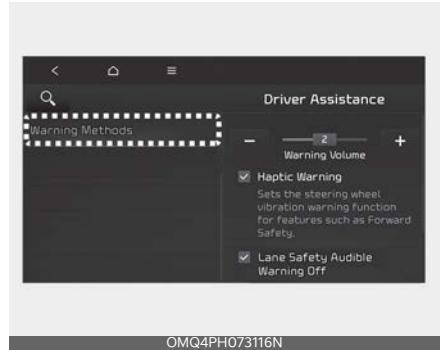 Driver Assistance
Warning Methods
− 2 +
Warning Volume
Haptic Warning
Sets the steering wheel
vibration warning function
for features such as Forward
Safety.
Lane Safety Audible
Warning Off
OMQ4PH073116N